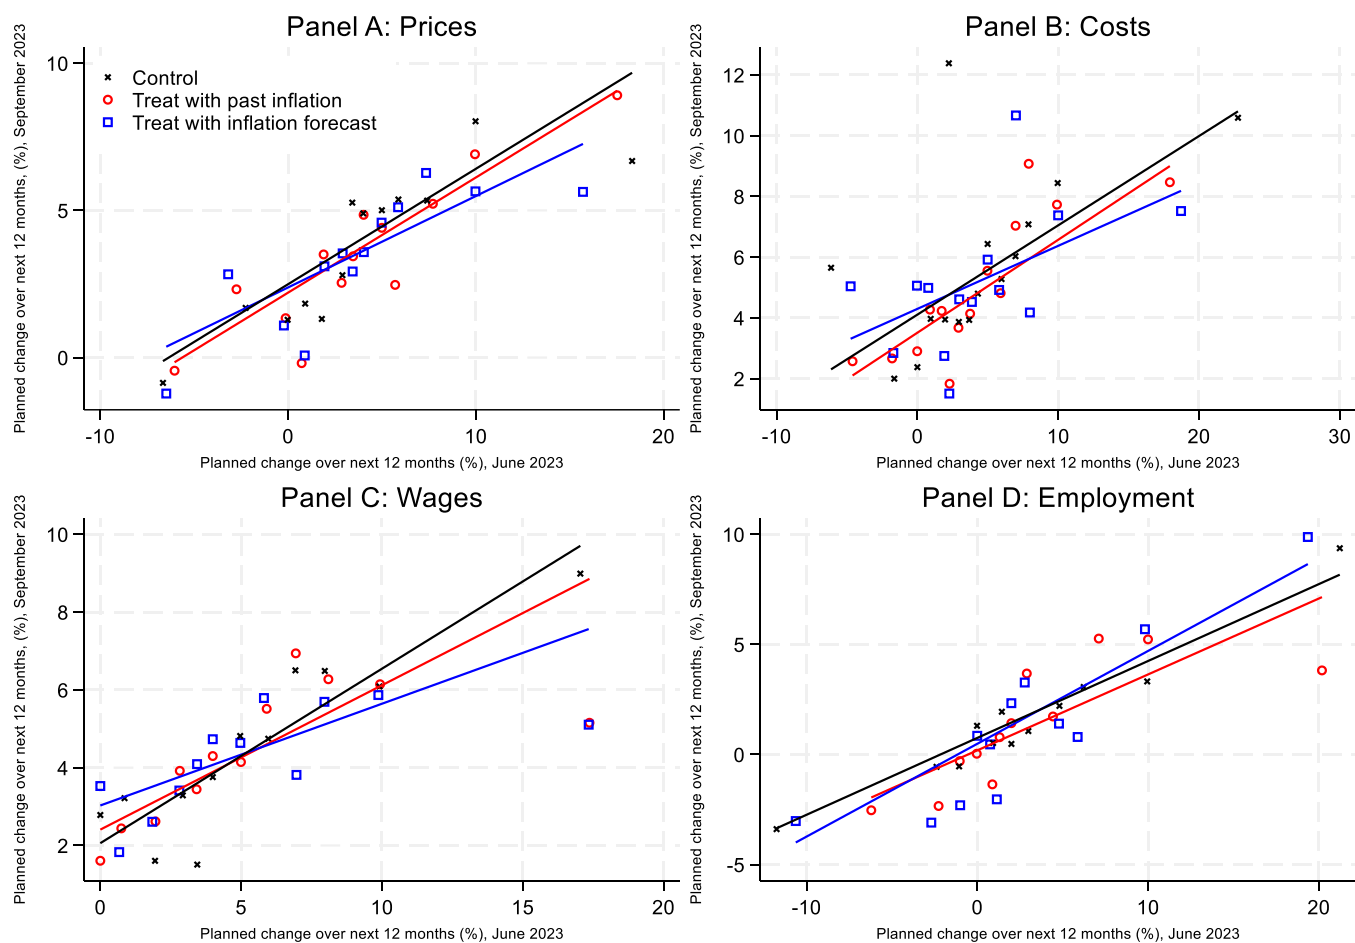 Panel A: Prices
Planned change over next 12 months, (%), September 2023
10
5
0
Control
Treat with past inflation
Treat with inflation forecast
-10
0
10
20
Planned change over next 12 months (%), June 2023
Panel B: Costs
Planned change over next 12 months, (%), September 2023
12
10
8
6
4
2
-10
0
10
20
30
Planned change over next 12 months (%), June 2023
Panel C: Wages
Planned change over next 12 months, (%), September 2023
10
8
6
4
2
0
5
10
15
20
Planned change over next 12 months (%), June 2023
Panel D: Employment
Planned change over next 12 months, (%), September 2023
10
5
0
-5
-10
0
10
20
Planned change over next 12 months (%), June 2023